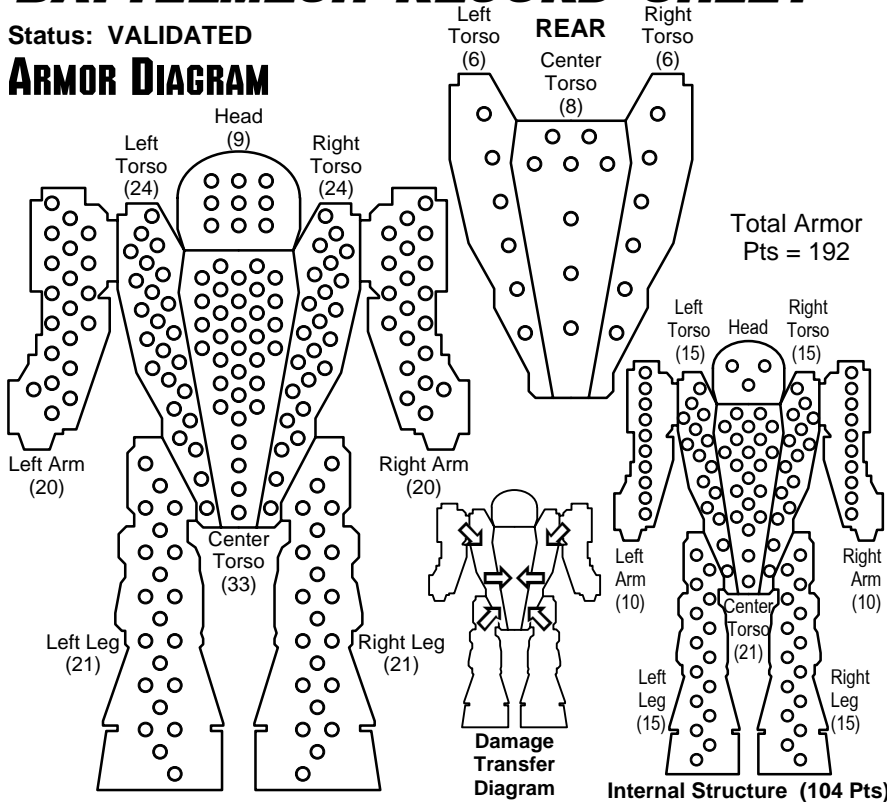 BATTLEMECH RECORD SHEET
Status: VALIDATED
ARMOR DIAGRAM
Head
(9)
Left
Torso
(24)
Right
Torso
(24)
Left Arm
(20)
Right Arm
(20)
Center
Torso
(33)
Left Leg
(21)
Right Leg
(21)
REAR
Left
Torso
(6)
Center
Torso
(8)
Right
Torso
(6)
Total Armor
Pts = 192
Left
Torso
(15)
Head
Right
Torso
(15)
Left
Arm
(10)
Right
Arm
(10)
Center
Torso
(21)
Left
Leg
(15)
Right
Leg
(15)
Damage
Transfer
Diagram
Internal Structure (104 Pts)